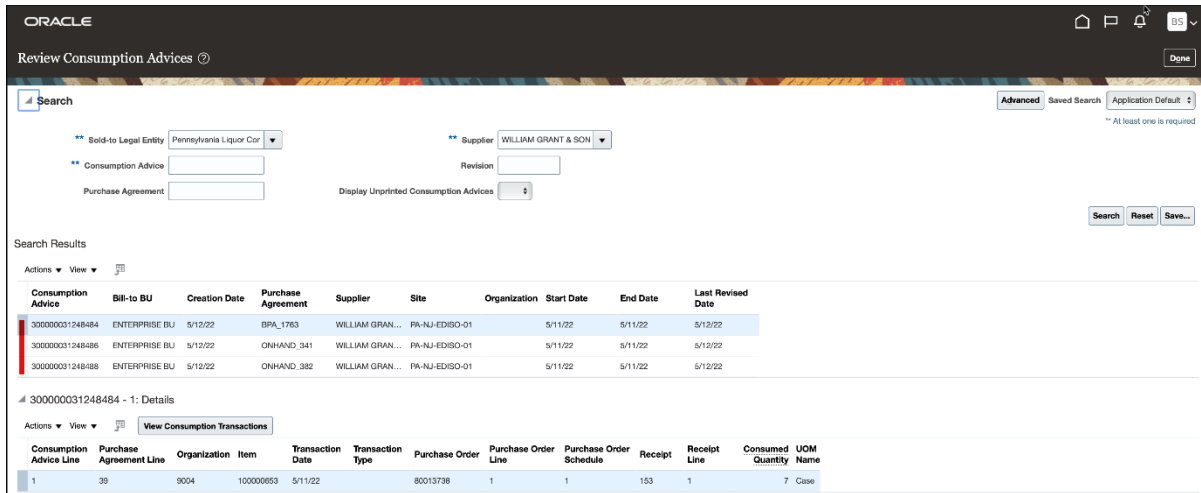 ORACLE
BS
Review Consumption Advices
Done
Search
Advanced Saved Search Application Default
** At least one is required
** Sold-to Legal Entity Pennsylvania Liquor Cor ** Supplier WILLIAM GRANT & SON
** Consumption Advice Revision
Purchase Agreement Display Unprinted Consumption Advices
Search Reset Save...
Search Results
Actions View
Consumption Advice Bill-to BU Creation Date Purchase Agreement Supplier Site Organization Start Date End Date Last Revised Date
300000031248484 ENTERPRISE BU 5/12/22 BPA_1763 WILLIAM GRAN... PA-NJ-EDISO-01 5/11/22 5/11/22 5/12/22
300000031248486 ENTERPRISE BU 5/12/22 ONHAND_341 WILLIAM GRAN... PA-NJ-EDISO-01 5/11/22 5/11/22 5/12/22
300000031248488 ENTERPRISE BU 5/12/22 ONHAND_382 WILLIAM GRAN... PA-NJ-EDISO-01 5/11/22 5/11/22 5/12/22
300000031248484 - 1: Details
Actions View View Consumption Transactions
Consumption Advice Line Purchase Agreement Line Organization Item Transaction Date Transaction Type Purchase Order Purchase Order Line Purchase Order Schedule Receipt Receipt Line Consumed Quantity UOM Name
1 39 9004 100000653 5/11/22 80013738 1 1 153 1 7 Case